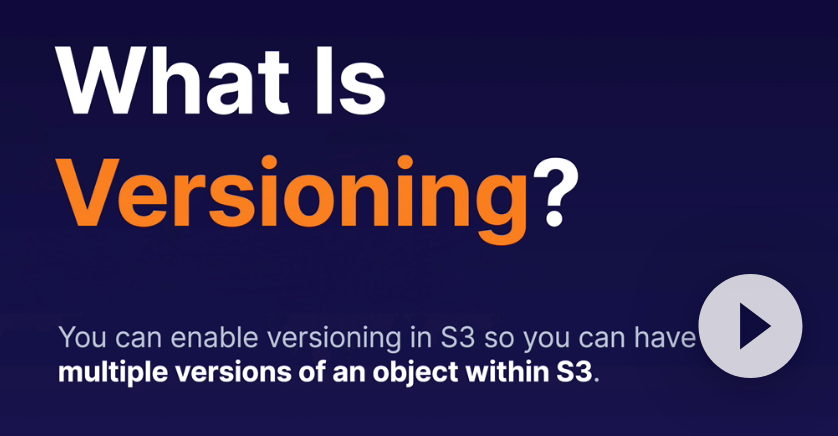 What Is
Versioning?
You can enable versioning in S3 so you can have
multiple versions of an object within S3.